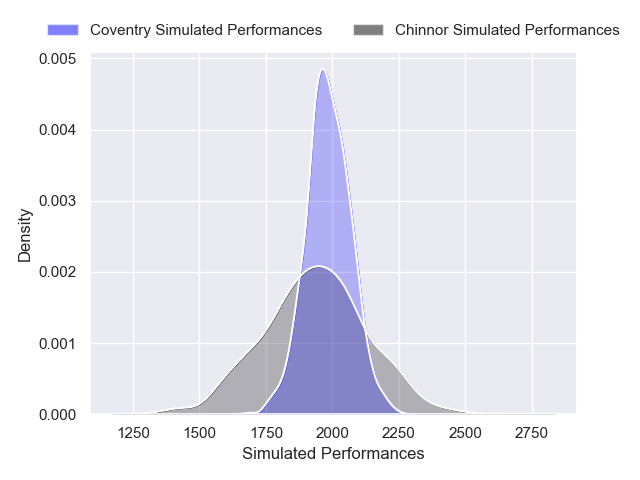 Coventry Simulated Performances Chinnor Simulated Performances
0.005
0.004
0.003
0.002
0.001
0.000
Density
1250 1500 1750 2000 2250 2500 2750
Simulated Performances